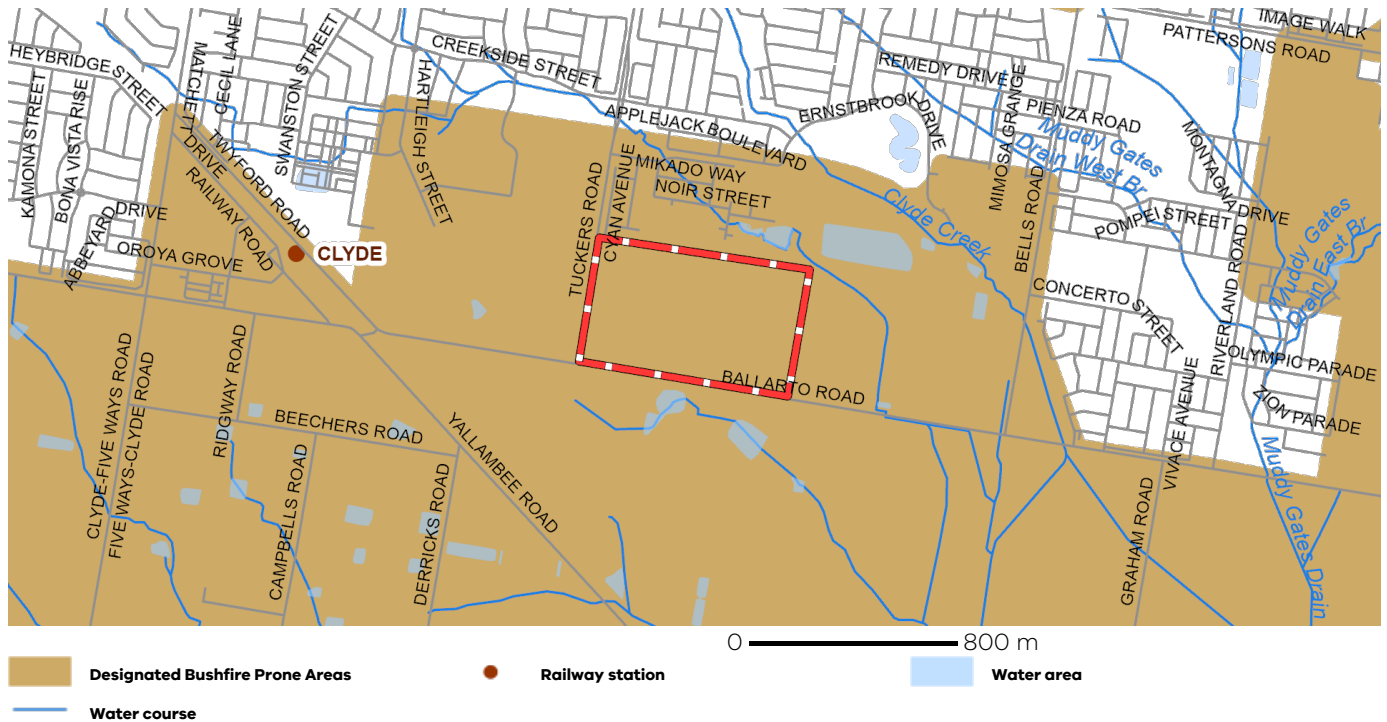 IMAGE WALK
PATTERSONS ROAD
HEYBRIDGE STREET
MATCHETT
DRIVE
CECIL LANE
SWANSTON STREET
CREEKSIDE STREET
HARTLEIGH STREET
REMEDY DRIVE
ERNSTBROOK
DRIVE
APPLEJACK BOULEVARD
MIMOSA GRANGE
PIENZA ROAD
Muddy Gates
Drain West Br
MONTAGNA
DRIVE
KAMONA STREET
BONA VISTA RISE
TWYFORD ROAD
RAILWAY ROAD
MIKADO WAY
NOIR STREET
TUCKERS ROAD
CYAN AVENUE
Clyde Creek
BELLS ROAD
POMPEI STREET
Muddy Gates
Drain East Br
ABBEYARD
DRIVE
OROYA GROVE
CLYDE
CONCERTO STREET
RIVERLAND ROAD
OLYMPIC PARADE
ZION PARADE
VIVACE AVENUE
BALLARTO ROAD
CLYDE-FIVE WAYS ROAD
FIVE WAYS-CLYDE ROAD
RIDGWAY ROAD
BEECHERS ROAD
YALLAMBEE ROAD
CAMPBELLS ROAD
DERRICKS ROAD
GRAHAM ROAD
Muddy Gates Drain
0 800 m
Designated Bushfire Prone Areas
Railway station
Water area
Water course